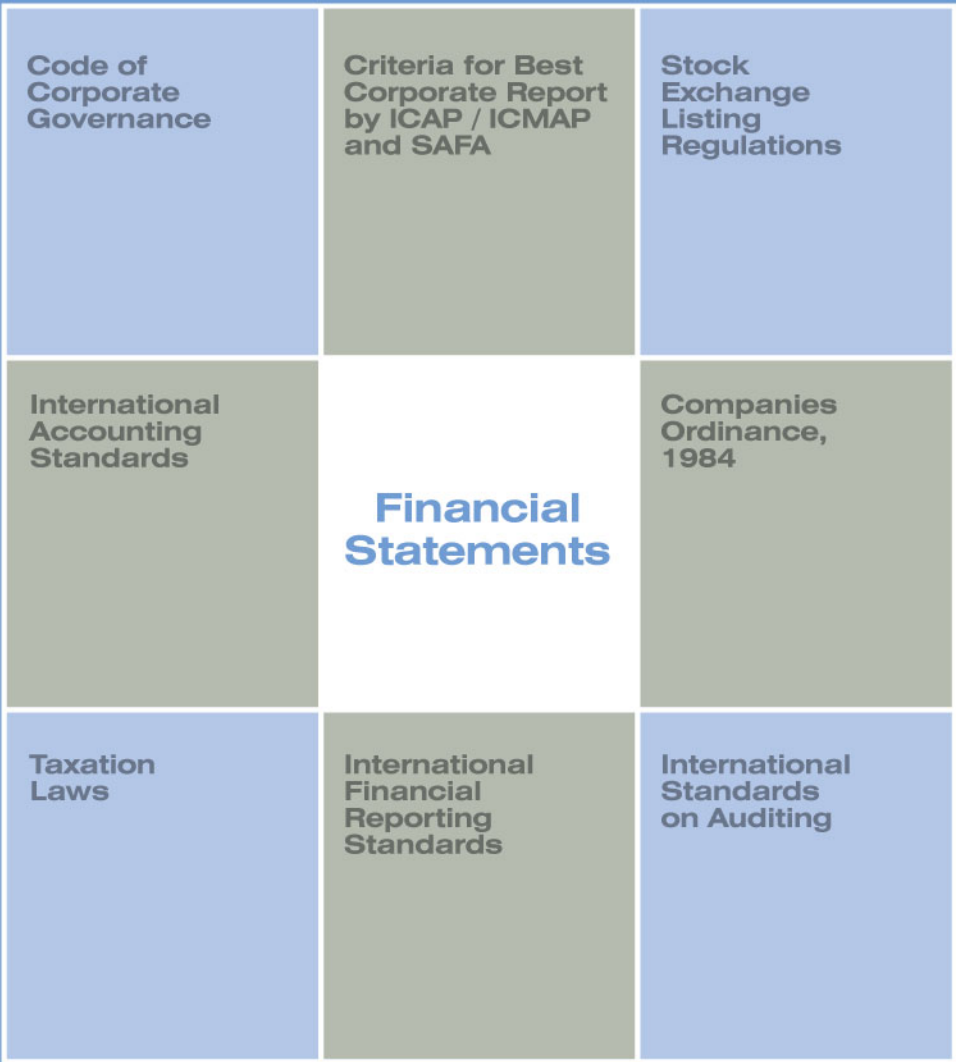 Code of
Corporate
Governance
Criteria for Best
Corporate Report
by ICAP / ICMAP
and SAFA
Stock
Exchange
Listing
Regulations
International
Accounting
Standards
Financial
Statements
Companies
Ordinance,
1984
Taxation
Laws
International
Financial
Reporting
Standards
International
Standards
on Auditing